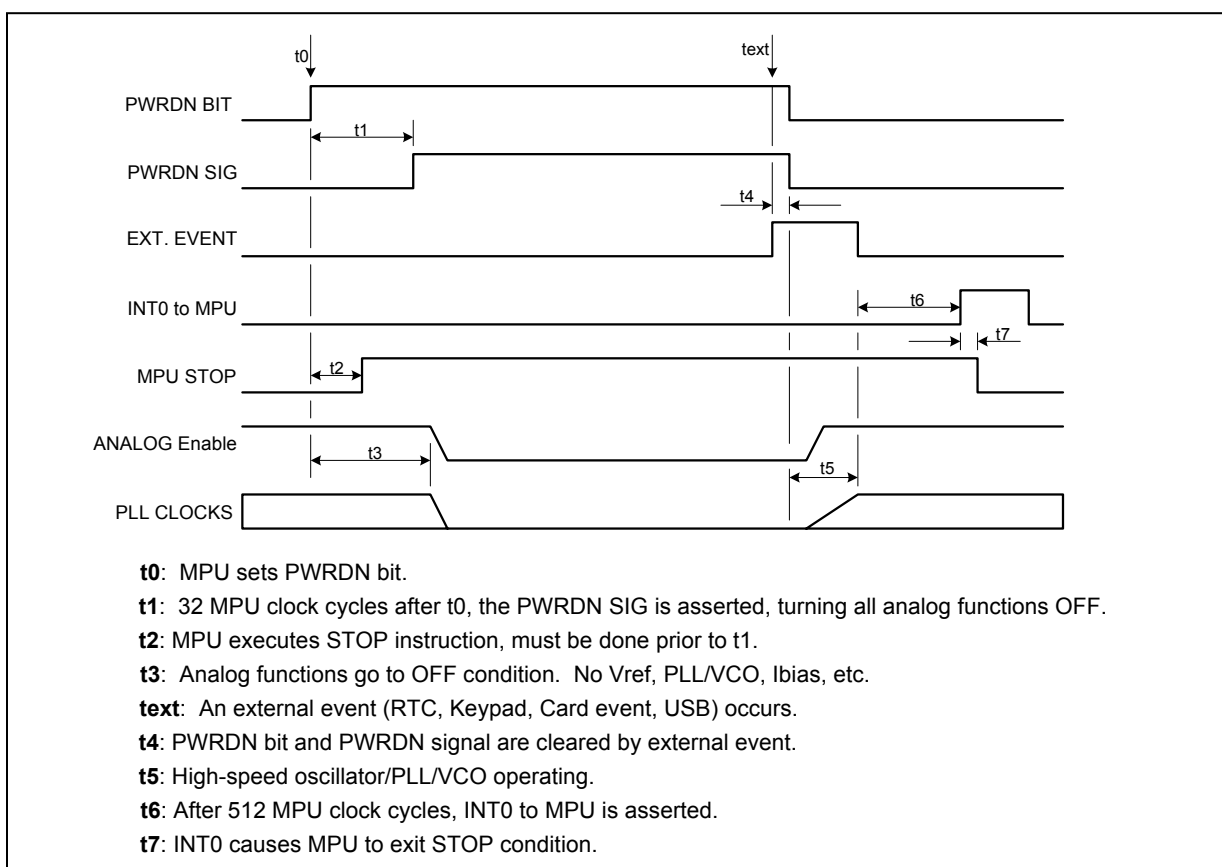 t0
text
PWRDN BIT
t1
PWRDN SIG
t4
EXT. EVENT
t6
INT0 to MPU
t7
t2
MPU STOP
ANALOG Enable
t3
t5
PLL CLOCKS
t0: MPU sets PWRDN bit.
t1: 32 MPU clock cycles after t0, the PWRDN SIG is asserted, turning all analog functions OFF.
t2: MPU executes STOP instruction, must be done prior to t1.
t3: Analog functions go to OFF condition. No Vref, PLL/VCO, Ibias, etc.
text: An external event (RTC, Keypad, Card event, USB) occurs.
t4: PWRDN bit and PWRDN signal are cleared by external event.
t5: High-speed oscillator/PLL/VCO operating.
t6: After 512 MPU clock cycles, INT0 to MPU is asserted.
t7: INT0 causes MPU to exit STOP condition.